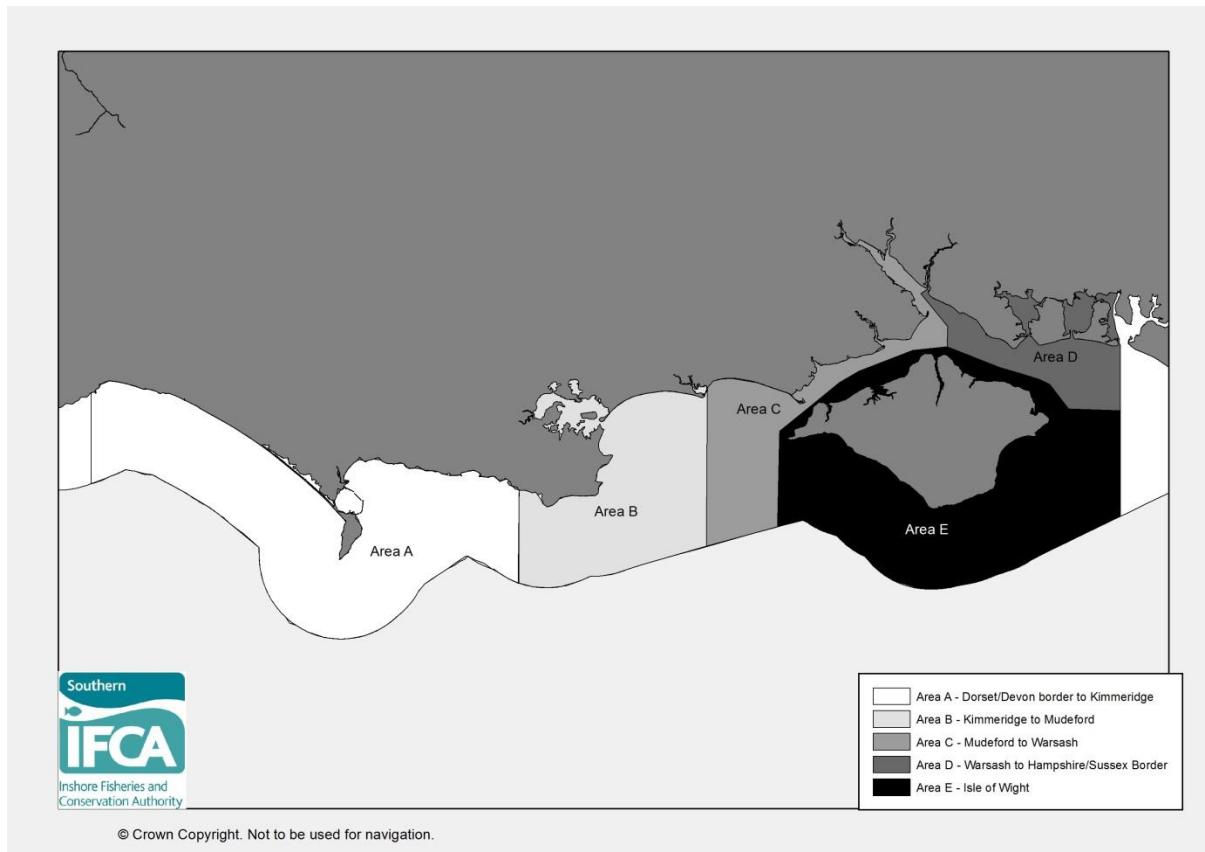 Area D
Area C
Area B
Area E
Area A
Southern
IFCA
Inshore Fisheries and
Conservation Authority
Area A - Dorset/Devon border to Kimmeridge
Area B - Kimmeridge to Mudeford
Area C - Mudeford to Warsash
Area D - Warsash to Hampshire/Sussex Border
Area E - Isle of Wight
© Crown Copyright. Not to be used for navigation.